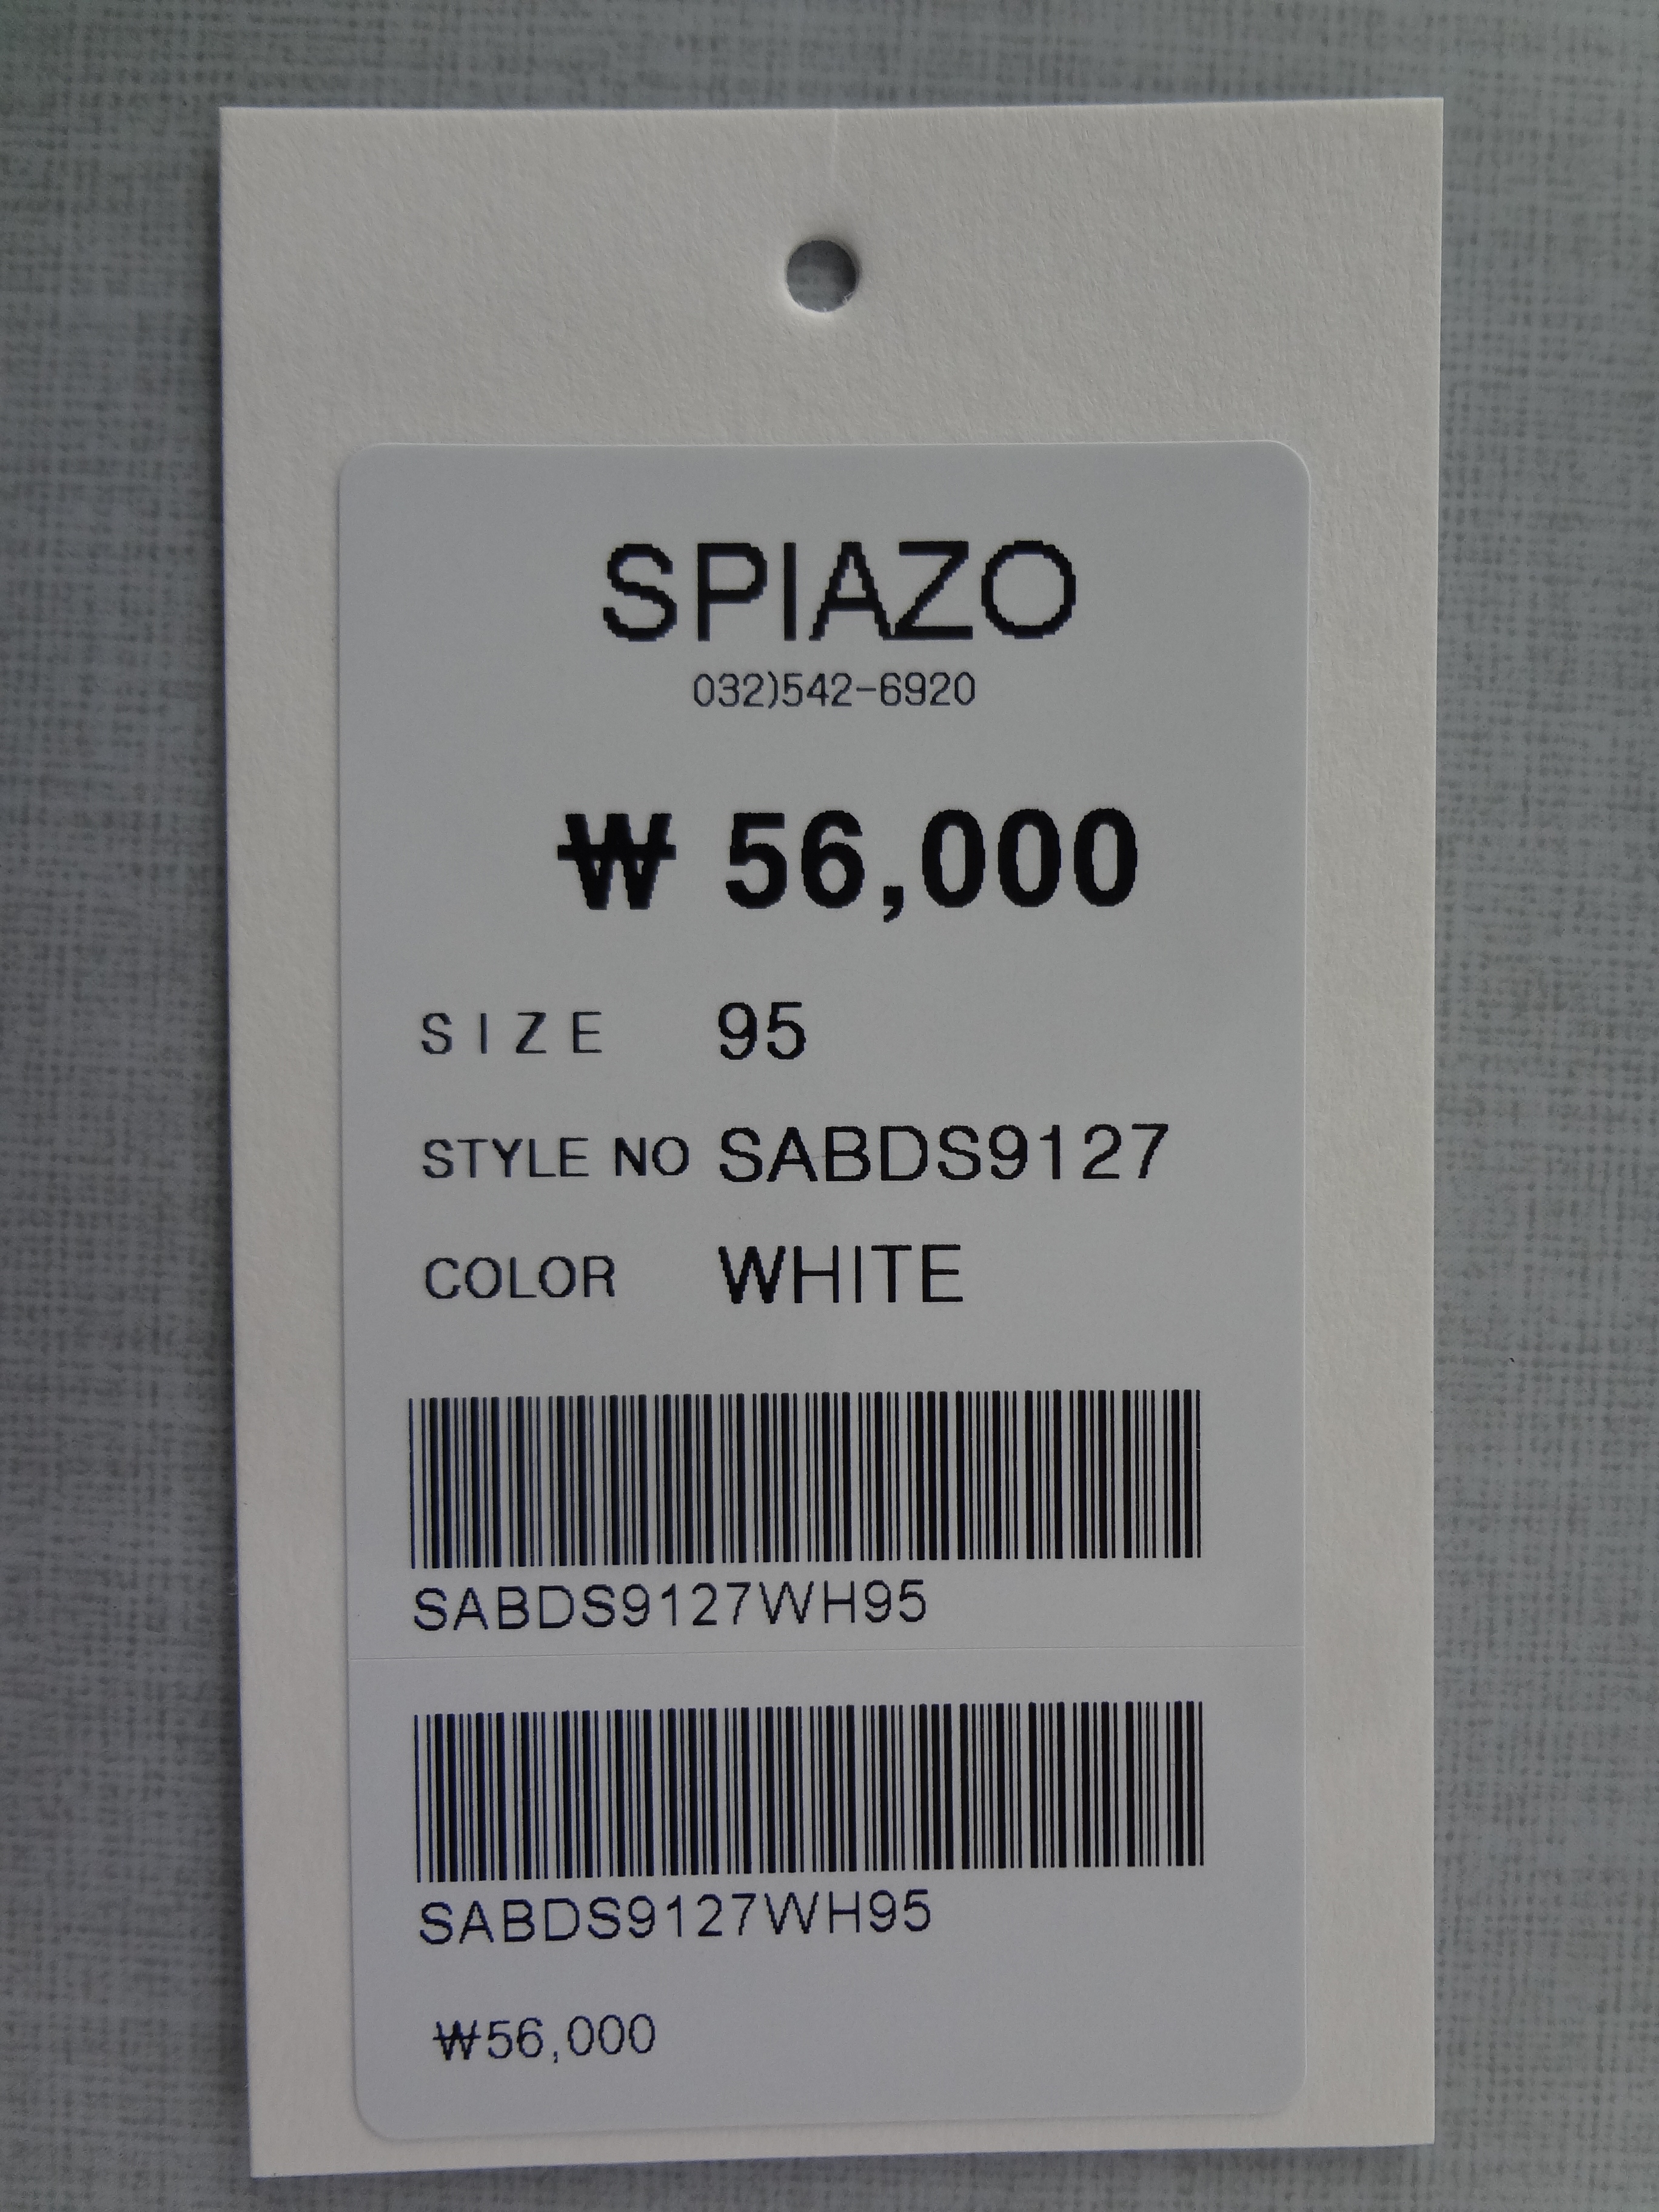 SPIAZO
032)542-6920
₩ 56,000
SIZE 95
STYLE NO SABDS9127
COLOR WHITE
SABDS9127WH95
SABDS9127WH95
₩56,000